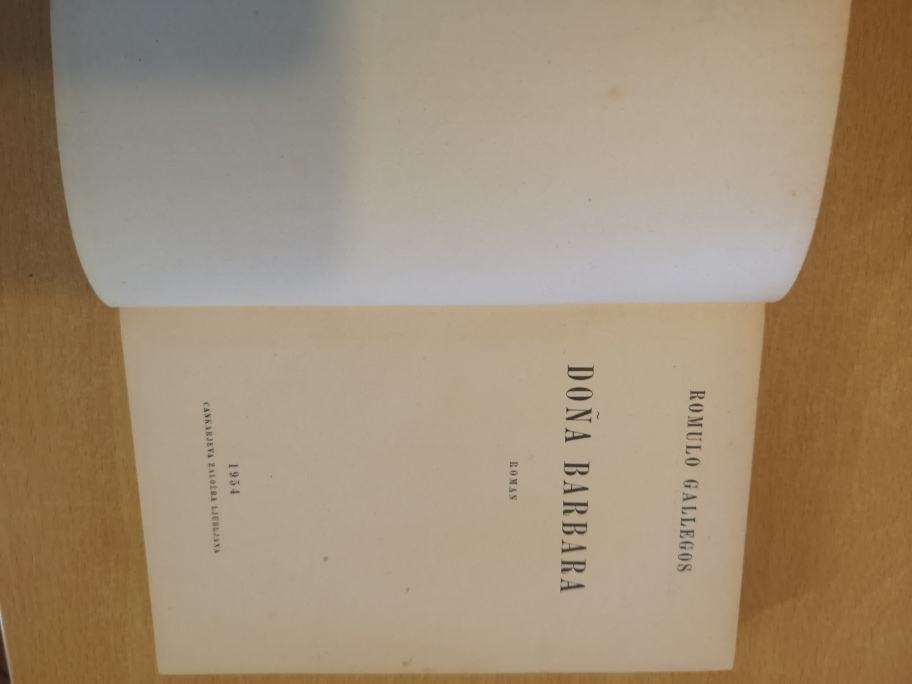 ROMULO GALLEGOS
DOÑA BARBARA
ROMAN
1954
CANKARJEVA ZALOŽBA LJUBLJANA